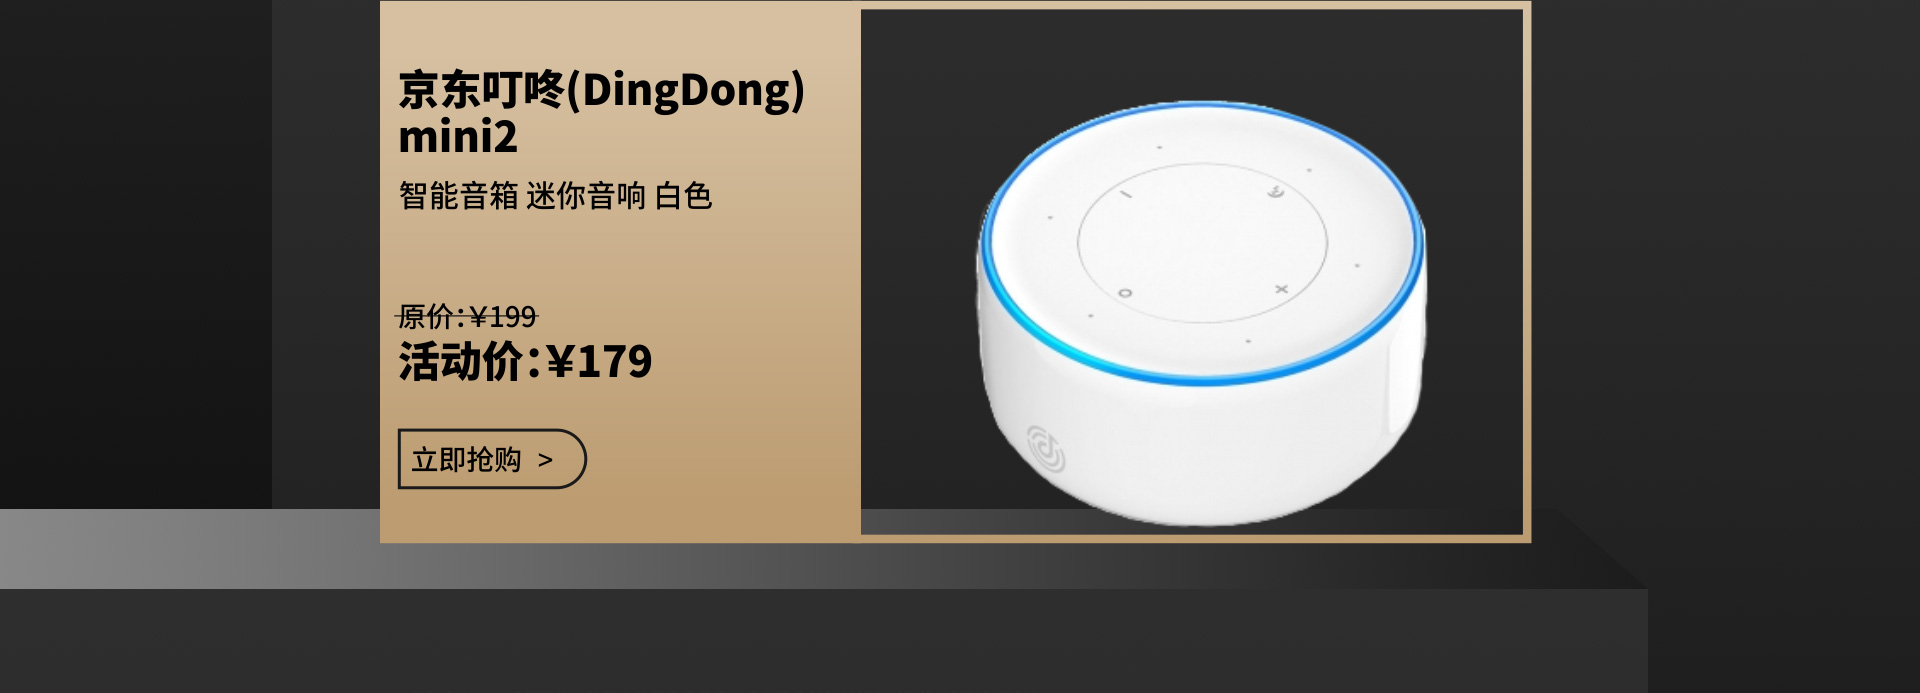 京东叮咚(DingDong)
mini2
智能音箱 迷你音响 白色
原价:¥199
活动价:¥179
立即抢购 >